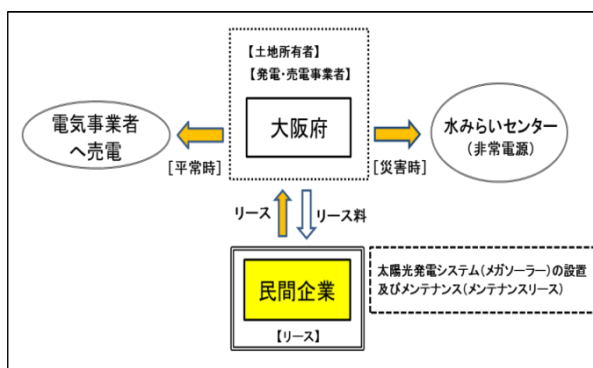 【土地所有者】
【発電・売電事業者】
大阪府
電気事業者
へ売電
水みらいセンター
(非常電源)
[平常時]
[災害時]
リース
リース料
民間企業
【リース】
太陽光発電システム(メガソーラー)の設置
及びメンテナンス(メンテナンスリース)